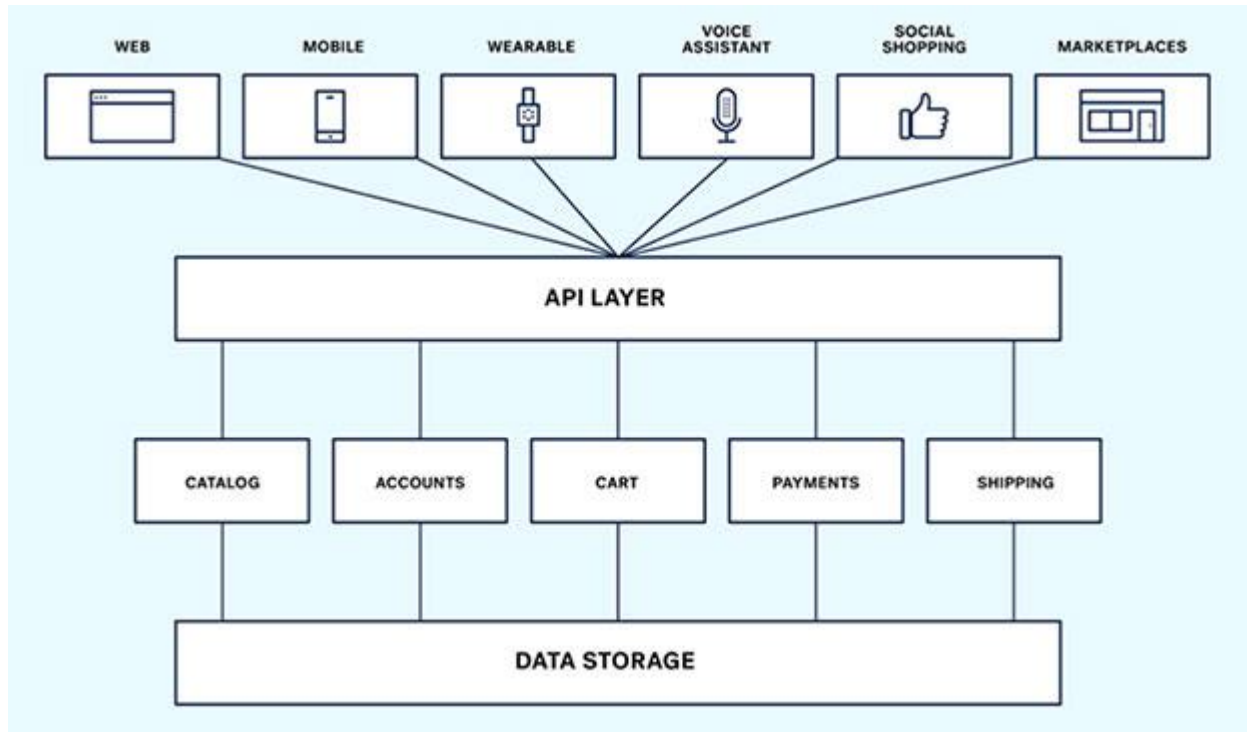 WEB
MOBILE
WEARABLE
VOICE
ASSISTANT
SOCIAL
SHOPPING
MARKETPLACES
API LAYER
CATALOG
ACCOUNTS
CART
PAYMENTS
SHIPPING
DATA STORAGE